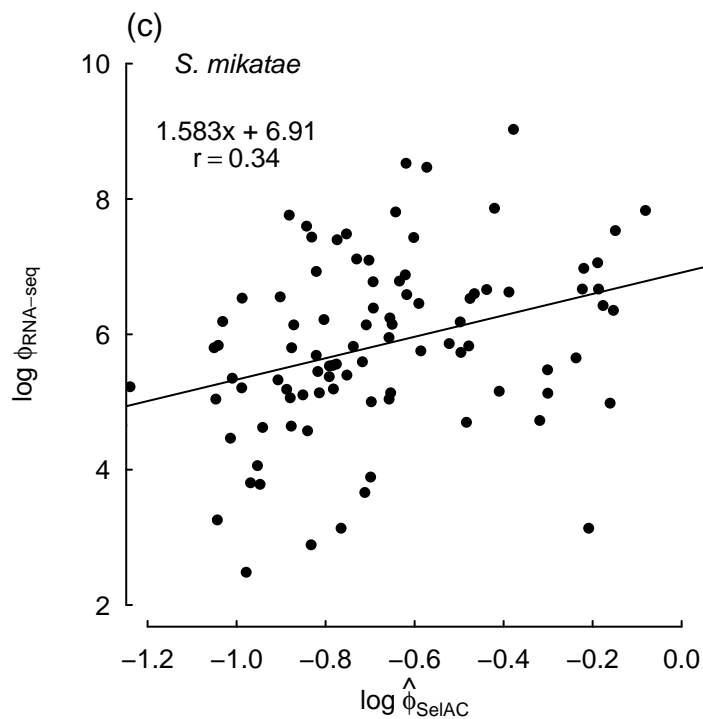 (c)
S. mikatae
1.583x + 6.91
r = 0.34
10
8
6
4
2
log ϕRNA−seq
−1.2 −1.0 −0.8 −0.6 −0.4 −0.2 0.0
log ϕ̂SelAC